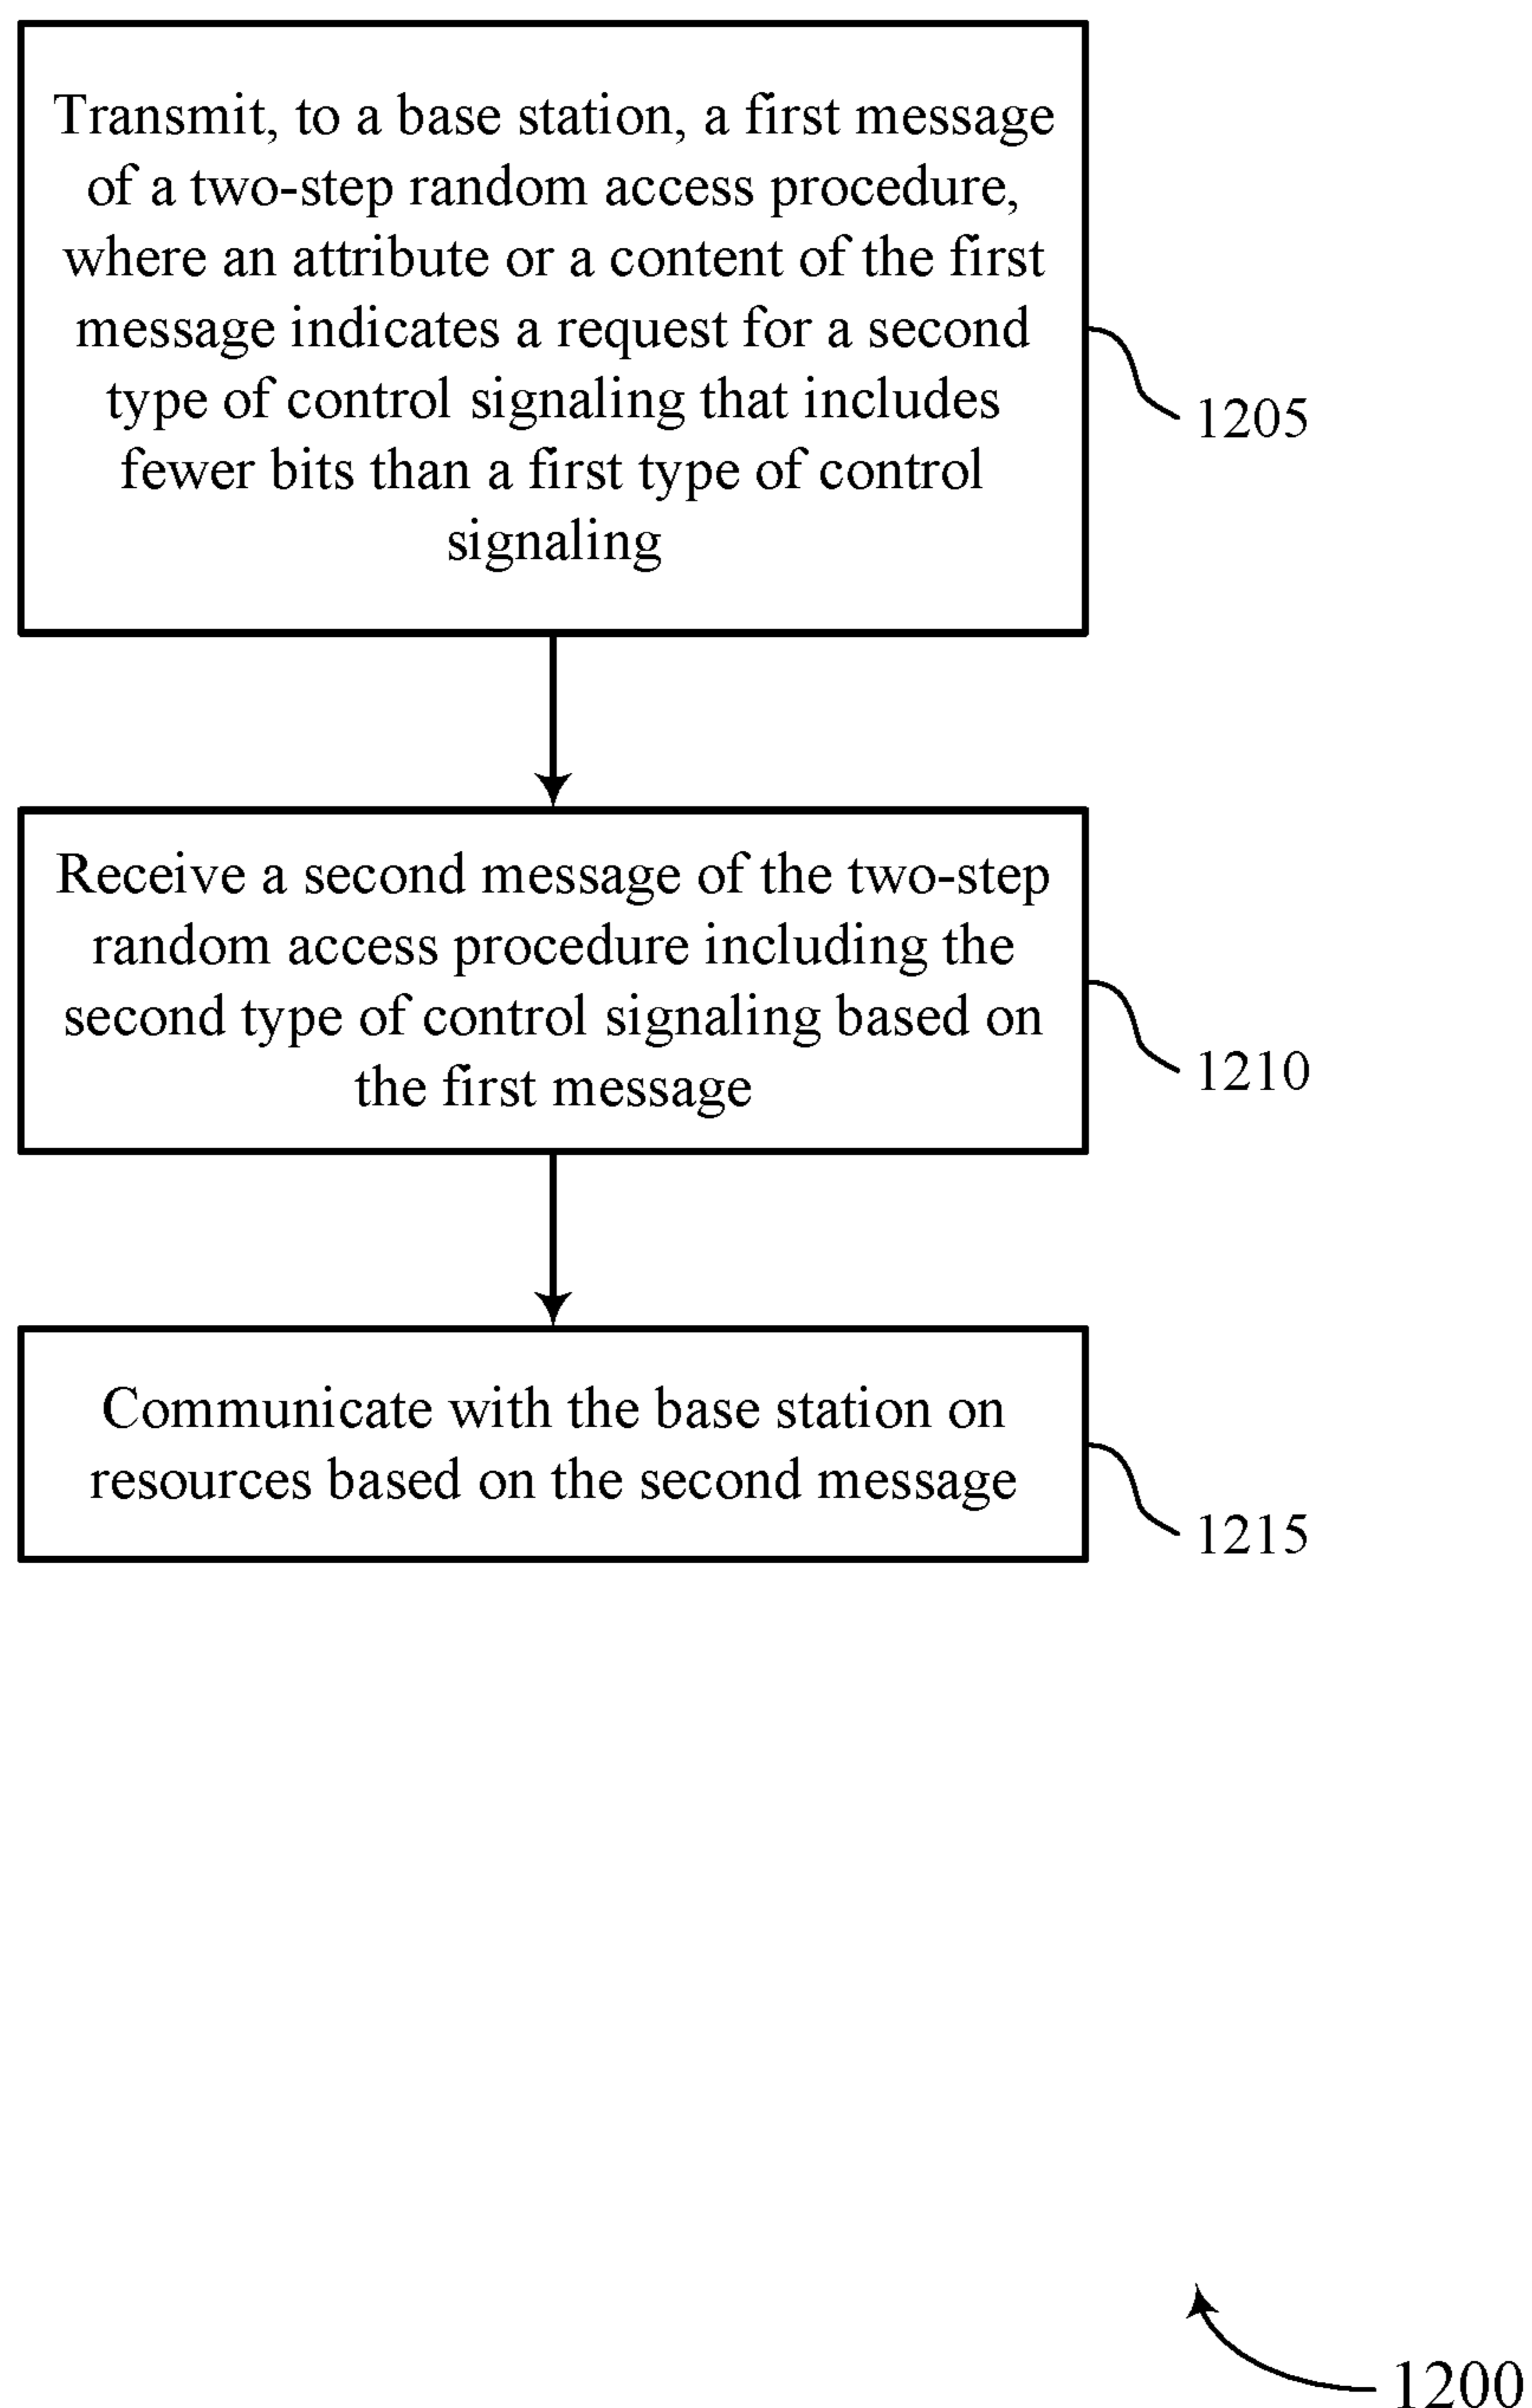 Transmit, to a base station, a first message
of a two-step random access procedure,
where an attribute or a content of the first
message indicates a request for a second
type of control signaling that includes
fewer bits than a first type of control
signaling
1205
Receive a second message of the two-step
random access procedure including the
second type of control signaling based on
the first message
1210
Communicate with the base station on
resources based on the second message
1215
1200